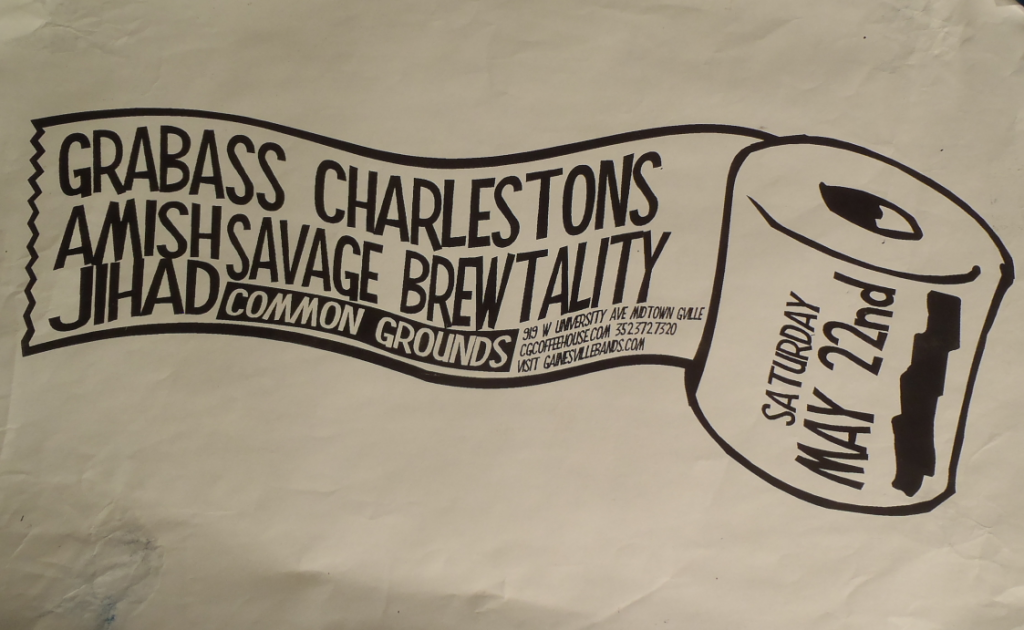 GRABASS CHARLESTONS
AMISH SAVAGE BREWTALITY
JIHAD
COMMON GROUNDS
919 W UNIVERSITY AVE MIDTOWN GVILLE
CGCOFFEEHOUSE.COM 352.372.7320
VISIT GAINESVILLEBANDS.COM
SATURDAY
MAY 22nd